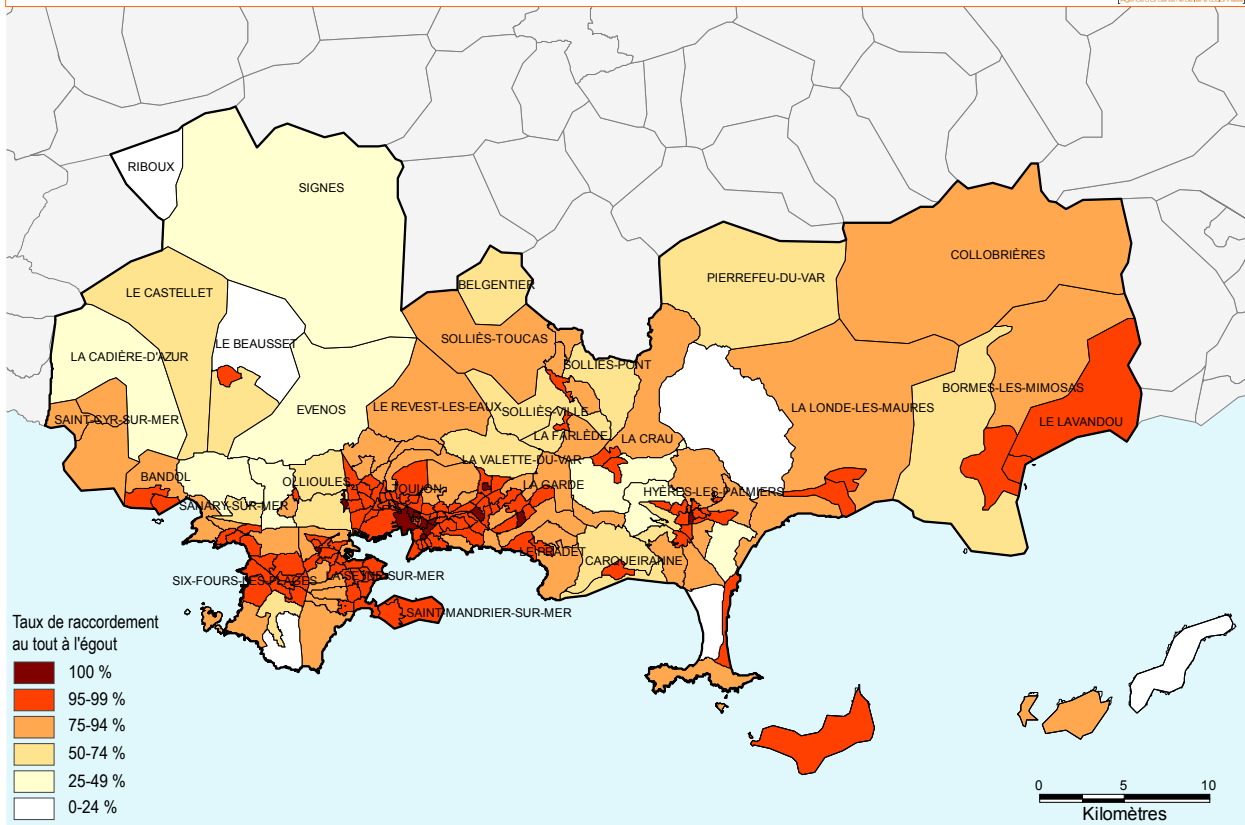 RIBOUX
SIGNES
COLLOBRIÈRES
PIERREFEU-DU-VAR
BELGENTIER
LE CASTELLET
SOLLIÈS-TOUCAS
LE BEAUSSET
LA CADIÈRE-D'AZUR
SOLLIÈS-PONT
BORMES-LES-MIMOSAS
EVENOS
LE REVEST-LES-EAUX
LA LONDE-LES-MAURES
SOLLIÈS-VILLE
SAINT-CYR-SUR-MER
LE LAVANDOU
LA FARLÈDE
LA CRAU
LA VALETTE-DU-VAR
BANDOL
OLLIOULES
LA GARDE
TOULON
HYÈRES-LES-PALMIERS
SANARY-SUR-MER
LE PRADET
CARQUEIRANNE
SIX-FOURS-LES-PLAGES
LA SEYNE-SUR-MER
SAINT-MANDRIER-SUR-MER
Taux de raccordement
au tout à l'égout
100 %
95-99 %
75-94 %
50-74 %
25-49 %
0-24 %
0 5 10
Kilomètres